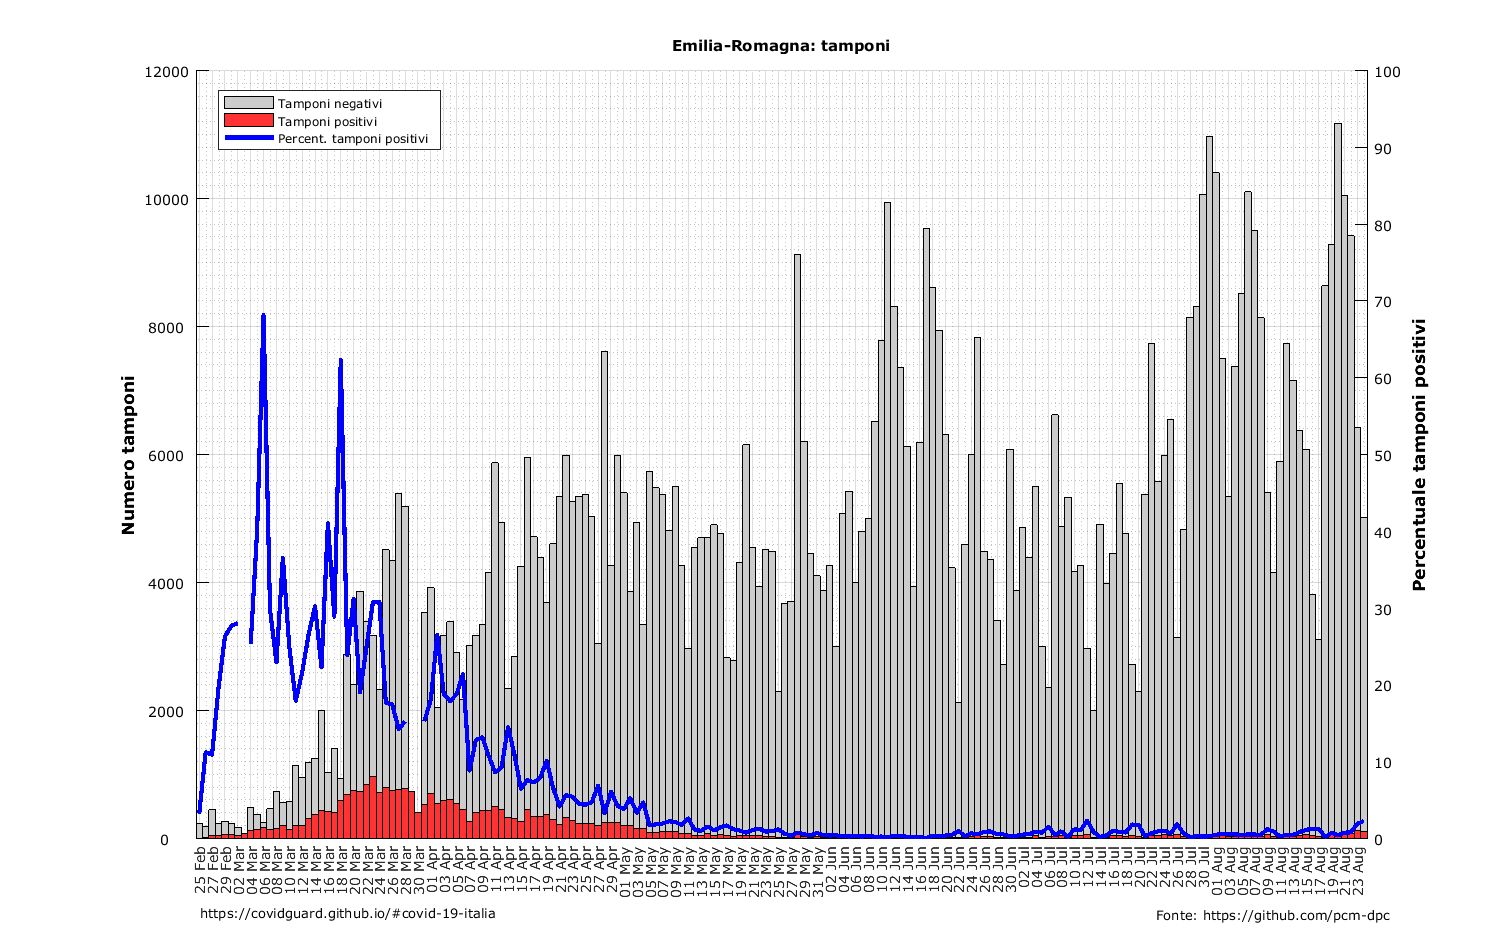 Emilia-Romagna: tamponi
12000
10000
8000
6000
4000
2000
0
Numero tamponi
Tamponi negativi
Tamponi positivi
Percent. tamponi positivi
100
90
80
70
60
50
40
30
20
10
0
Percentuale tamponi positivi
25 Feb
27 Feb
29 Feb
02 Mar
04 Mar
06 Mar
08 Mar
10 Mar
12 Mar
14 Mar
16 Mar
18 Mar
20 Mar
22 Mar
24 Mar
26 Mar
28 Mar
30 Mar
01 Apr
03 Apr
05 Apr
07 Apr
09 Apr
11 Apr
13 Apr
15 Apr
17 Apr
19 Apr
21 Apr
23 Apr
25 Apr
27 Apr
29 Apr
01 May
03 May
05 May
07 May
09 May
11 May
13 May
15 May
17 May
19 May
21 May
23 May
25 May
27 May
29 May
31 May
02 Jun
04 Jun
06 Jun
08 Jun
10 Jun
12 Jun
14 Jun
16 Jun
18 Jun
20 Jun
22 Jun
24 Jun
26 Jun
28 Jun
30 Jun
02 Jul
04 Jul
06 Jul
08 Jul
10 Jul
12 Jul
14 Jul
16 Jul
18 Jul
20 Jul
22 Jul
24 Jul
26 Jul
28 Jul
30 Jul
01 Aug
03 Aug
05 Aug
07 Aug
09 Aug
11 Aug
13 Aug
15 Aug
17 Aug
19 Aug
21 Aug
23 Aug
https://covidguard.github.io/#covid-19-italia
Fonte: https://github.com/pcm-dpc